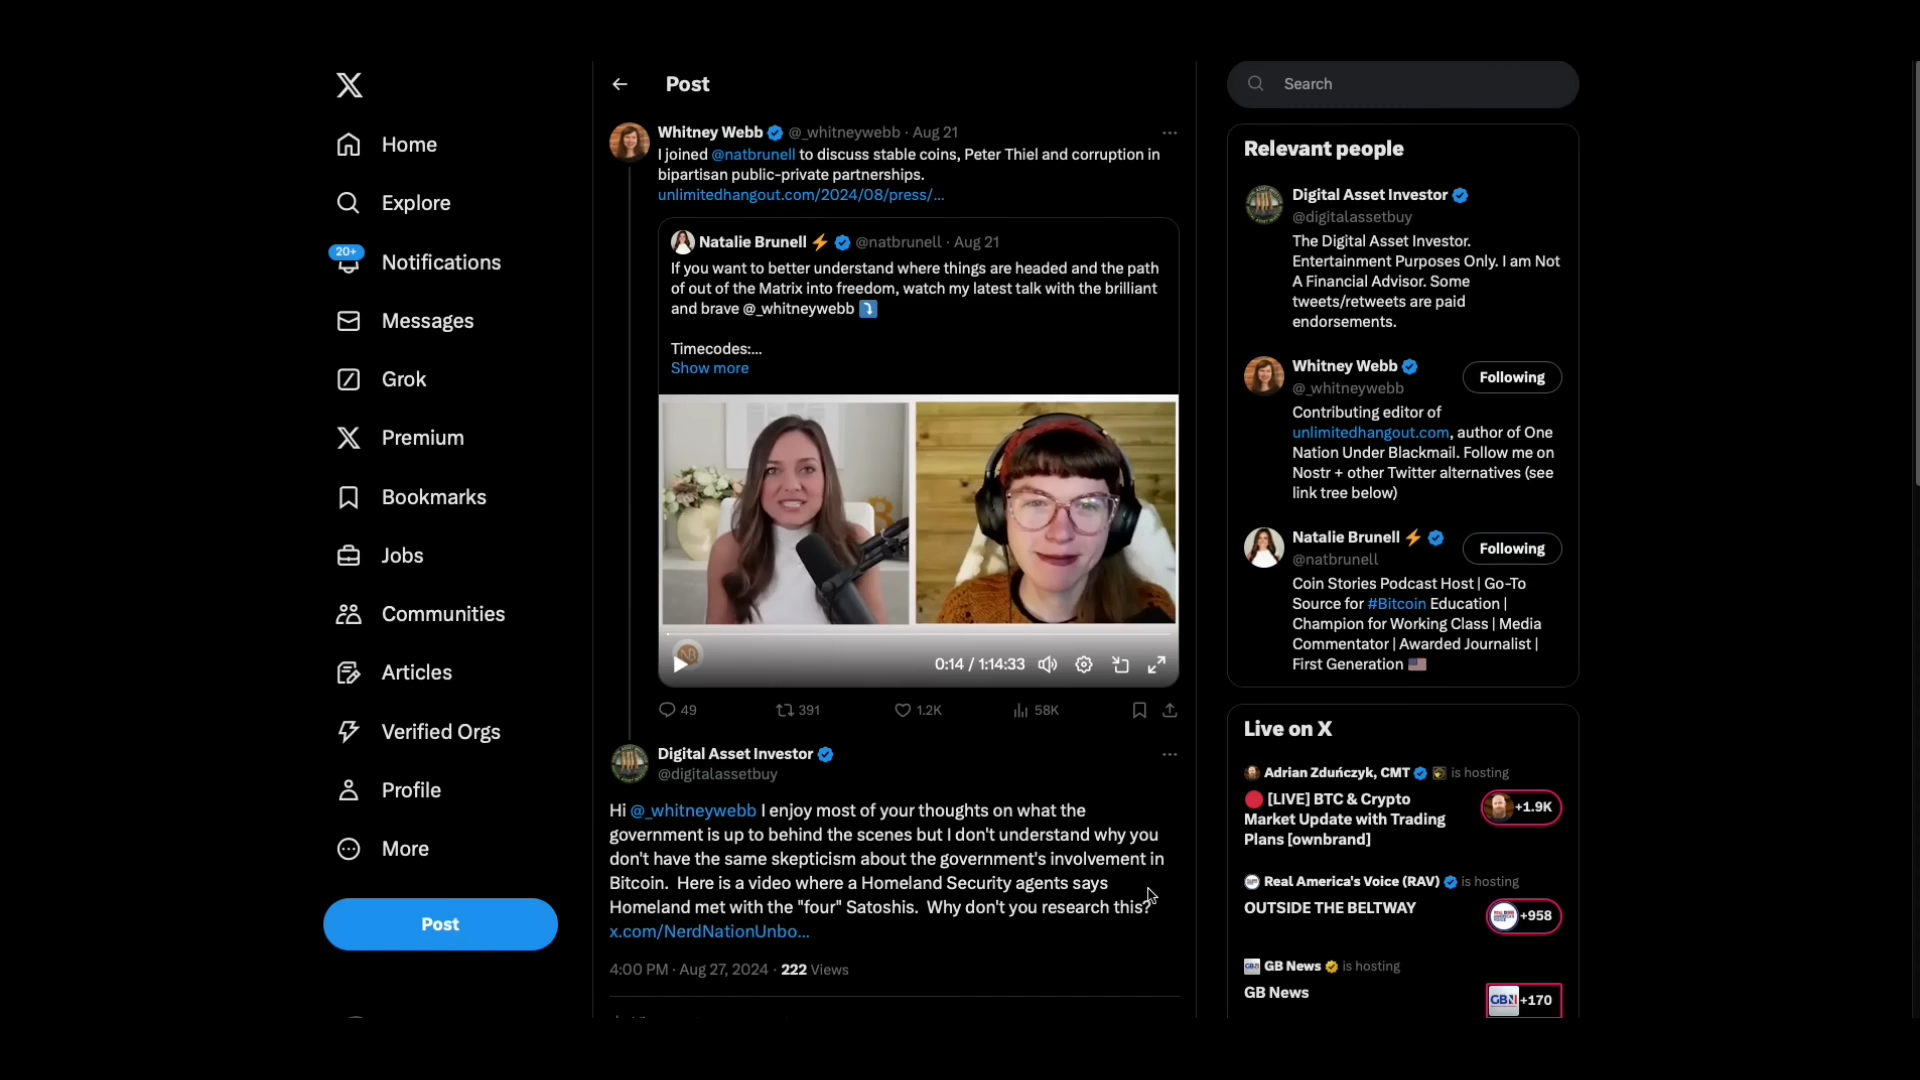 Home
Explore
20+
Notifications
Messages
Grok
Premium
Bookmarks
Jobs
Communities
Articles
Verified Orgs
Profile
More
Post
Post
Whitney Webb @_whitneywebb · Aug 21
I joined @natbrunell to discuss stable coins, Peter Thiel and corruption in
bipartisan public-private partnerships.
unlimitedhangout.com/2024/08/press/…
Natalie Brunell ⚡ @natbrunell · Aug 21
If you want to better understand where things are headed and the path
of out of the Matrix into freedom, watch my latest talk with the brilliant
and brave @_whitneywebb ⤵️
Timecodes:...
Show more
0:14 / 1:14:33
49 391 1.2K 58K
Digital Asset Investor
@digitalassetbuy
Hi @_whitneywebb I enjoy most of your thoughts on what the
government is up to behind the scenes but I don't understand why you
don't have the same skepticism about the government's involvement in
Bitcoin. Here is a video where a Homeland Security agents says
Homeland met with the "four" Satoshis. Why don't you research this?
x.com/NerdNationUnbo…
4:00 PM · Aug 27, 2024 · 222 Views
Search
Relevant people
Digital Asset Investor
@digitalassetbuy
The Digital Asset Investor.
Entertainment Purposes Only. I am Not
A Financial Advisor. Some
tweets/retweets are paid
endorsements.
Whitney Webb
@_whitneywebb
Following
Contributing editor of
unlimitedhangout.com, author of One
Nation Under Blackmail. Follow me on
Nostr + other Twitter alternatives (see
link tree below)
Natalie Brunell ⚡
@natbrunell
Following
Coin Stories Podcast Host | Go-To
Source for #Bitcoin Education |
Champion for Working Class | Media
Commentator | Awarded Journalist |
First Generation 🇺🇸
Live on X
Adrian Zduńczyk, CMT is hosting
🔴 [LIVE] BTC & Crypto
Market Update with Trading
Plans [ownbrand]
+1.9K
Real America's Voice (RAV) is hosting
OUTSIDE THE BELTWAY
+958
GB News is hosting
GB News
GBN +170